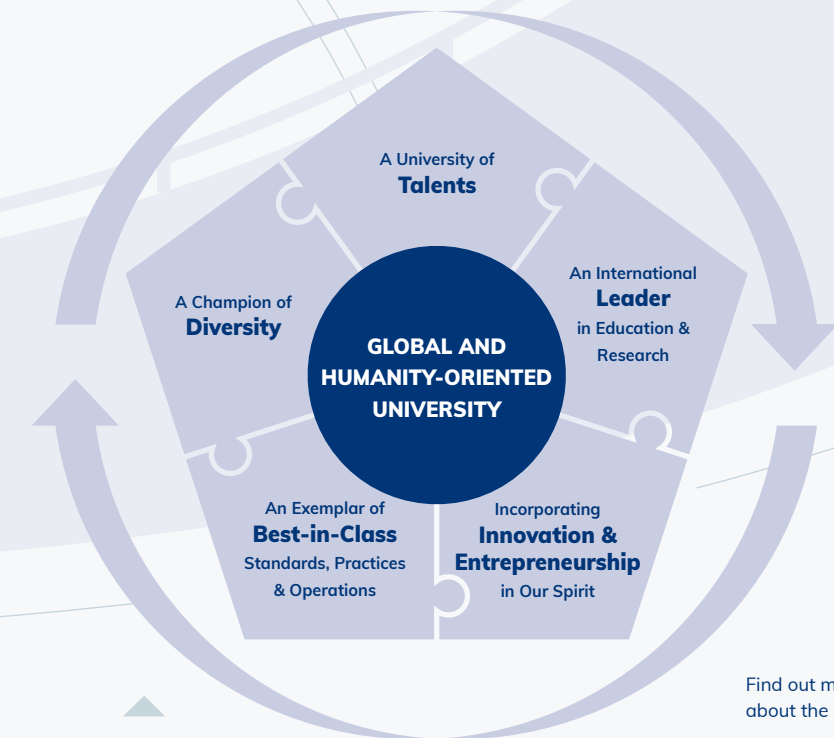 A University of
Talents
An International
Leader
in Education &
Research
A Champion of
Diversity
GLOBAL AND
HUMANITY-ORIENTED
UNIVERSITY
An Exemplar of
Best-in-Class
Standards, Practices
& Operations
Incorporating
Innovation &
Entrepreneurship
in Our Spirit
Find out
about the